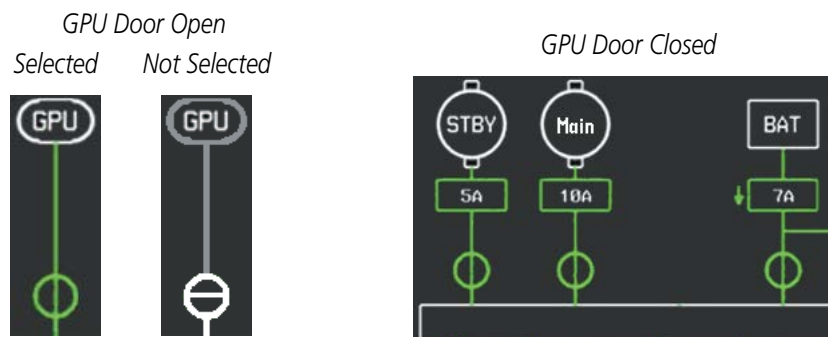 GPU Door Open
Selected Not Selected
GPU GPU
GPU Door Closed
STBY Main BAT
5A 10A 7A